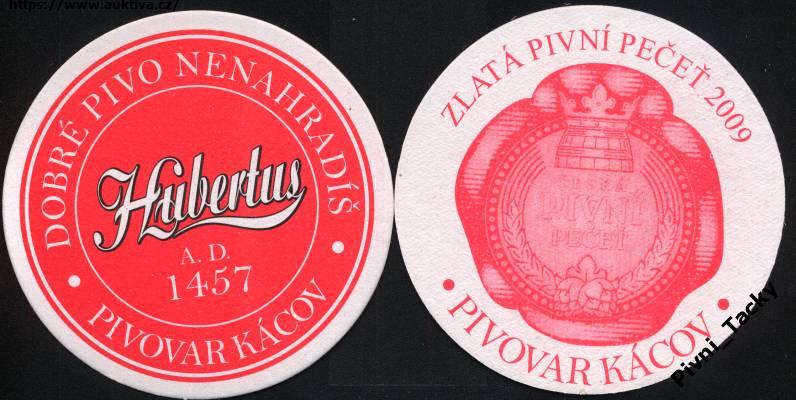 https://www.auktiva.cz/
DOBRÉ PIVO NENAHRADÍŠ
Hubertus
A. D.
1457
• PIVOVAR KÁCOV •
ZLATÁ PIVNÍ PEČEŤ 2009
ČESKÁ
PIVNÍ
PEČEŤ
• PIVOVAR KÁCOV •
Pivni_Tacky